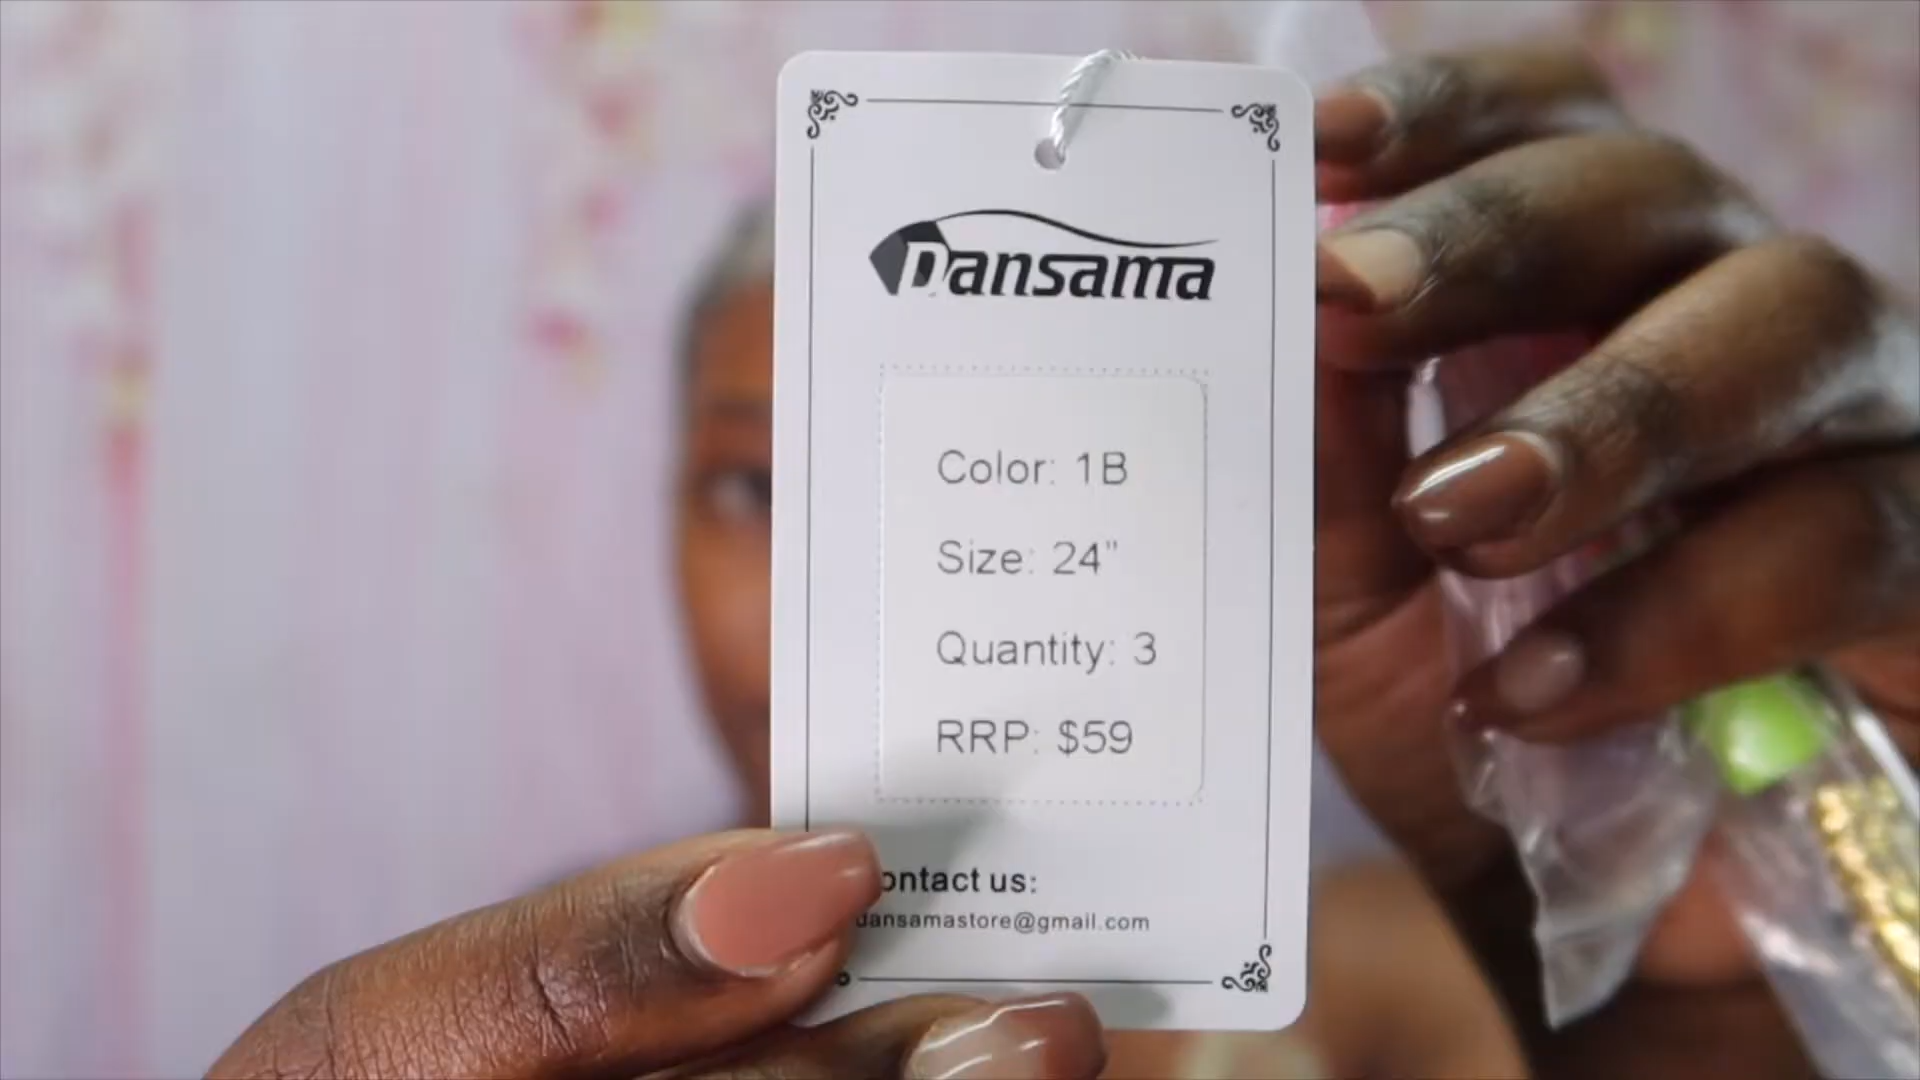 Dansama
Color: 1B
Size: 24"
Quantity: 3
RRP: $59
ontact us:
dansamastore@gmail.com